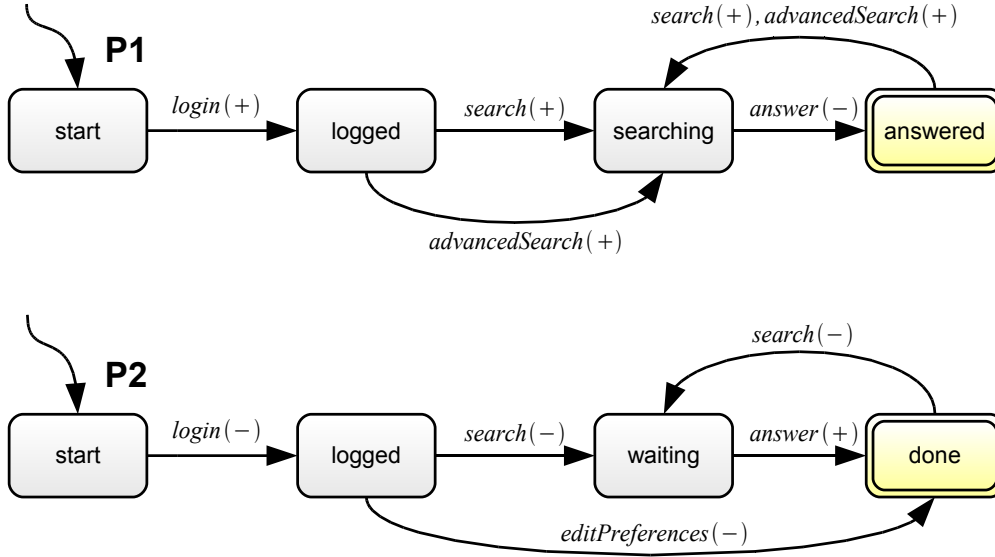 search(+), advancedSearch(+)
P1
login(+)
search(+)
answer(−)
start
logged
searching
answered
advancedSearch(+)
search(−)
P2
login(−)
search(−)
answer(+)
start
logged
waiting
done
editPreferences(−)